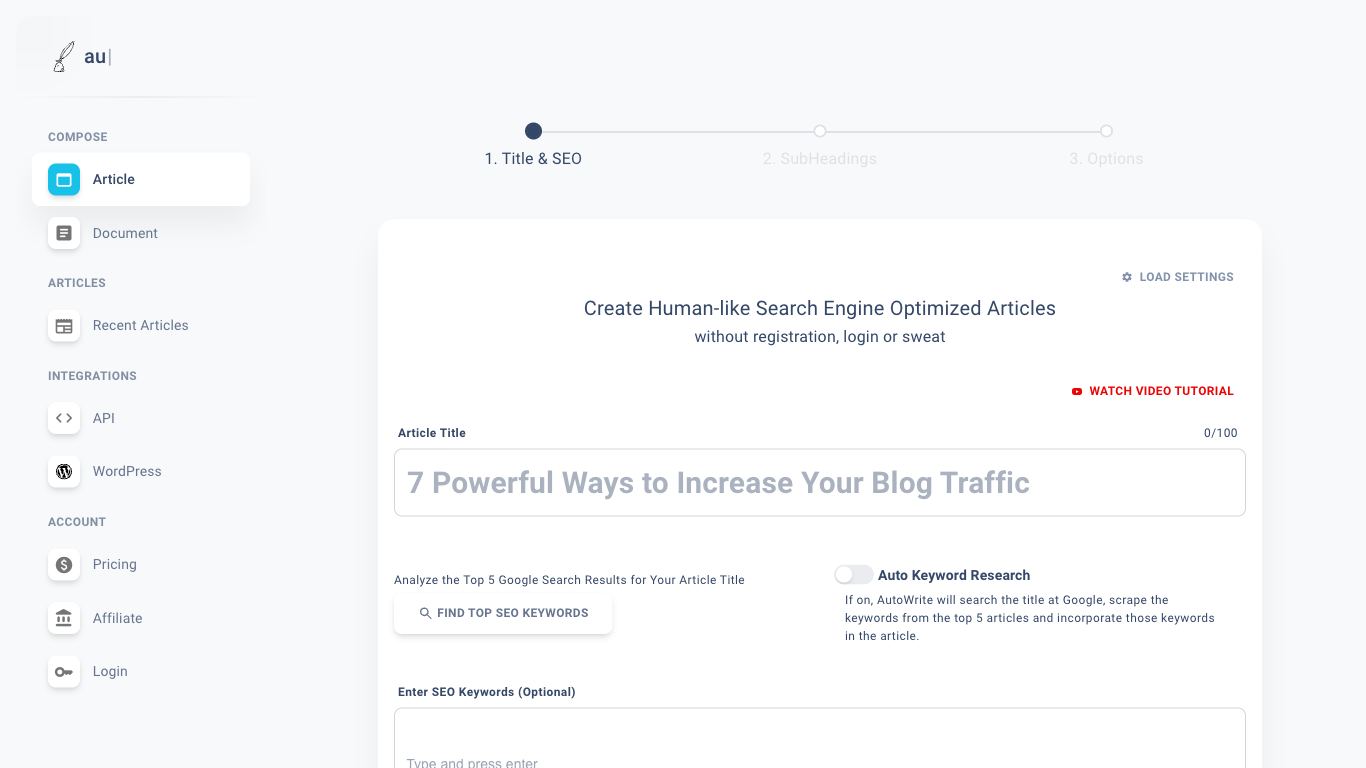 au
COMPOSE
Article
Document
ARTICLES
Recent Articles
INTEGRATIONS
API
WordPress
ACCOUNT
Pricing
Affiliate
Login
1. Title & SEO
2. SubHeadings
3. Options
LOAD SETTINGS
Create Human-like Search Engine Optimized Articles
without registration, login or sweat
WATCH VIDEO TUTORIAL
Article Title
0/100
7 Powerful Ways to Increase Your Blog Traffic
Analyze the Top 5 Google Search Results for Your Article Title
FIND TOP SEO KEYWORDS
Auto Keyword Research
If on, AutoWrite will search the title at Google, scrape the
keywords from the top 5 articles and incorporate those keywords
in the article.
Enter SEO Keywords (Optional)
Type and press enter